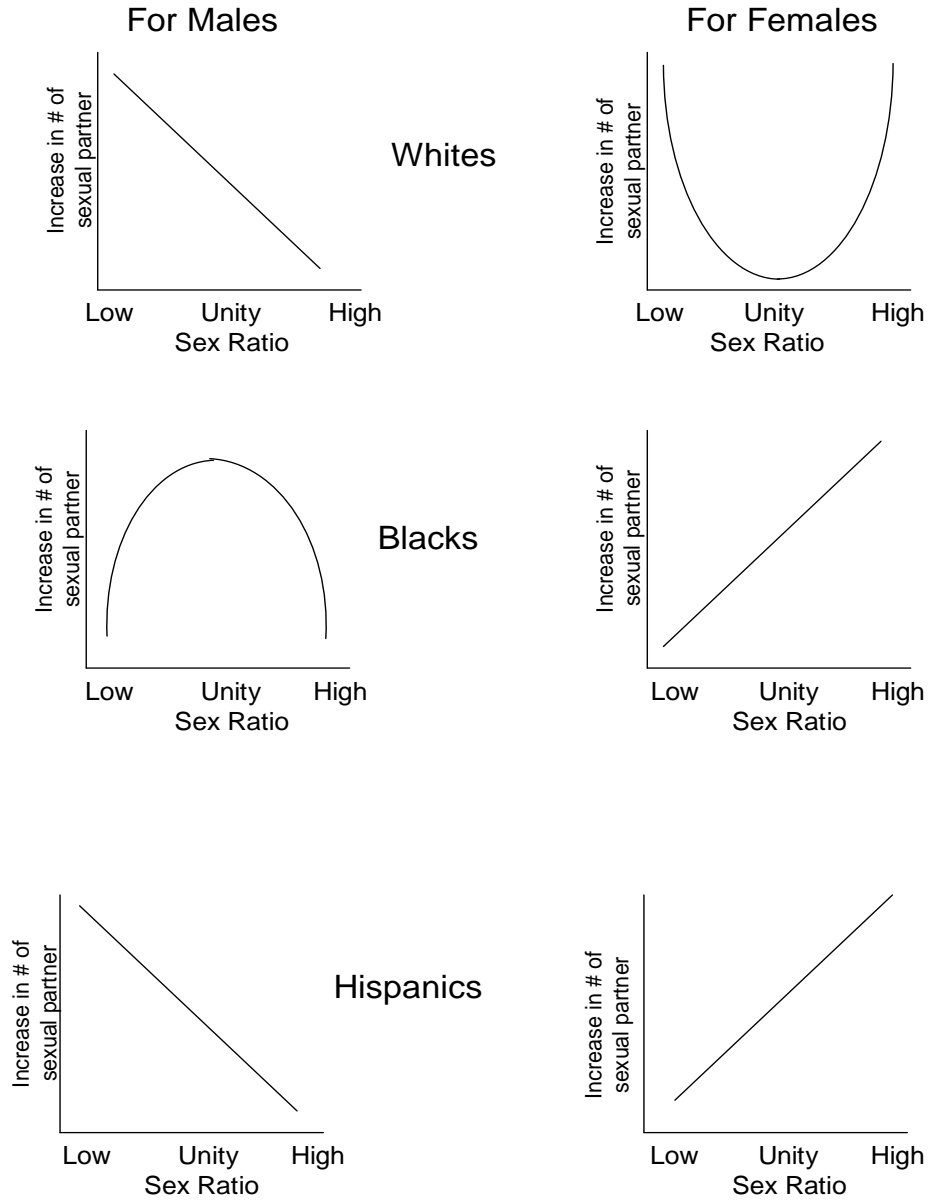 For Males
For Females
Increase in # of
sexual partner
Whites
Increase in # of
sexual partner
Low Unity High
Sex Ratio
Low Unity High
Sex Ratio
Increase in # of
sexual partner
Blacks
Increase in # of
sexual partner
Low Unity High
Sex Ratio
Low Unity High
Sex Ratio
Increase in # of
sexual partner
Hispanics
Increase in # of
sexual partner
Low Unity High
Sex Ratio
Low Unity High
Sex Ratio